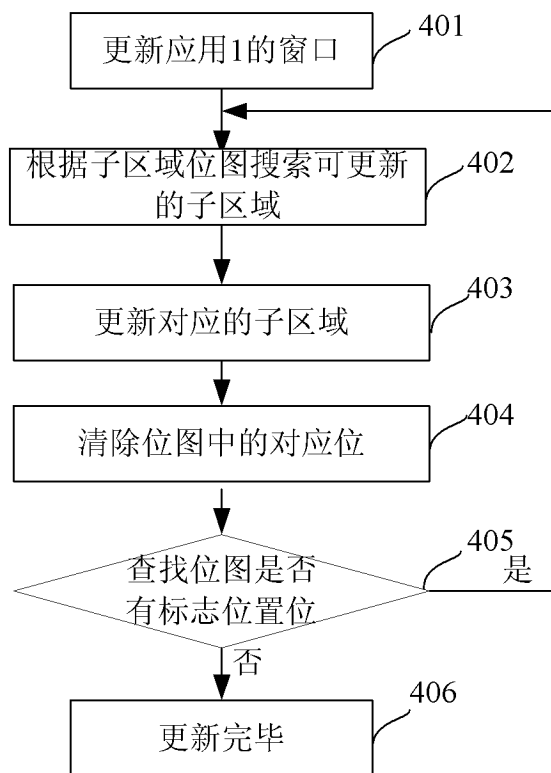 更新应用1的窗口
401
根据子区域位图搜索可更新
的子区域
402
更新对应的子区域
403
清除位图中的对应位
404
查找位图是否
有标志位置位
405
是
否
更新完毕
406